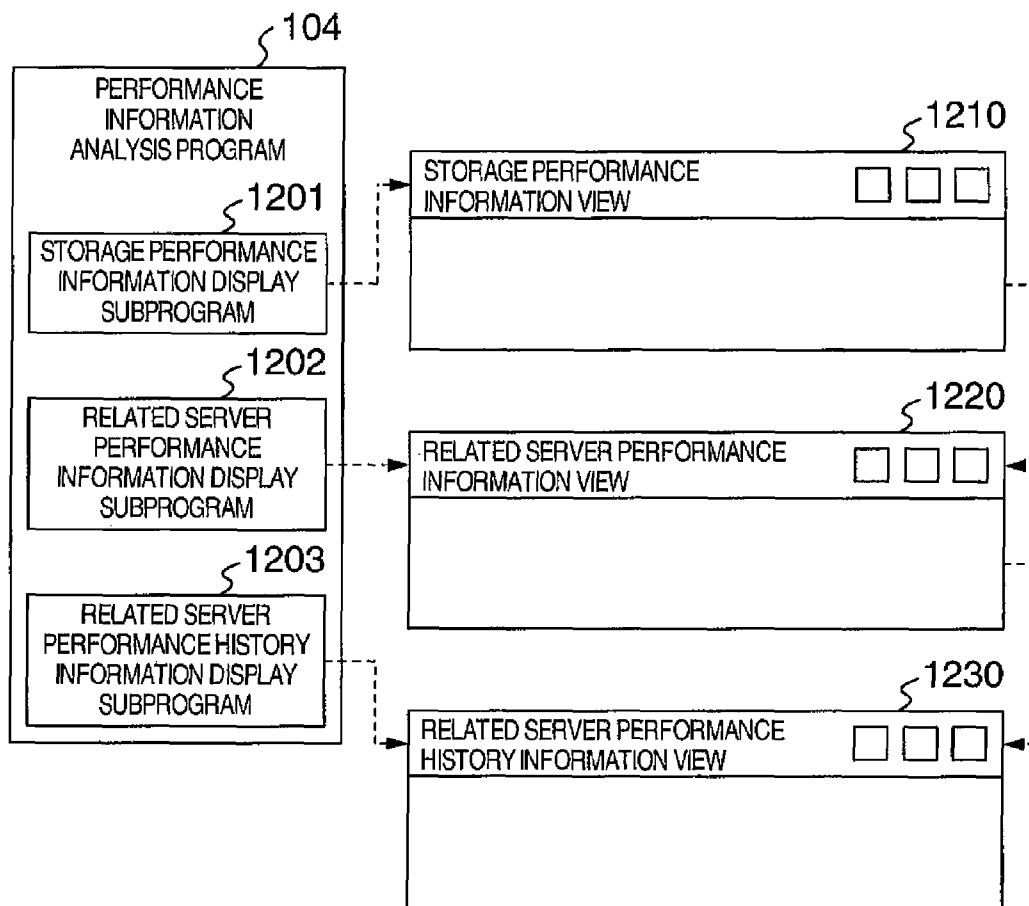 104
PERFORMANCE
INFORMATION
ANALYSIS PROGRAM
1201
STORAGE PERFORMANCE
INFORMATION DISPLAY
SUBPROGRAM
1202
RELATED SERVER
PERFORMANCE
INFORMATION DISPLAY
SUBPROGRAM
1203
RELATED SERVER
PERFORMANCE HISTORY
INFORMATION DISPLAY
SUBPROGRAM
1210
STORAGE PERFORMANCE
INFORMATION VIEW
1220
RELATED SERVER PERFORMANCE
INFORMATION VIEW
1230
RELATED SERVER PERFORMANCE
HISTORY INFORMATION VIEW